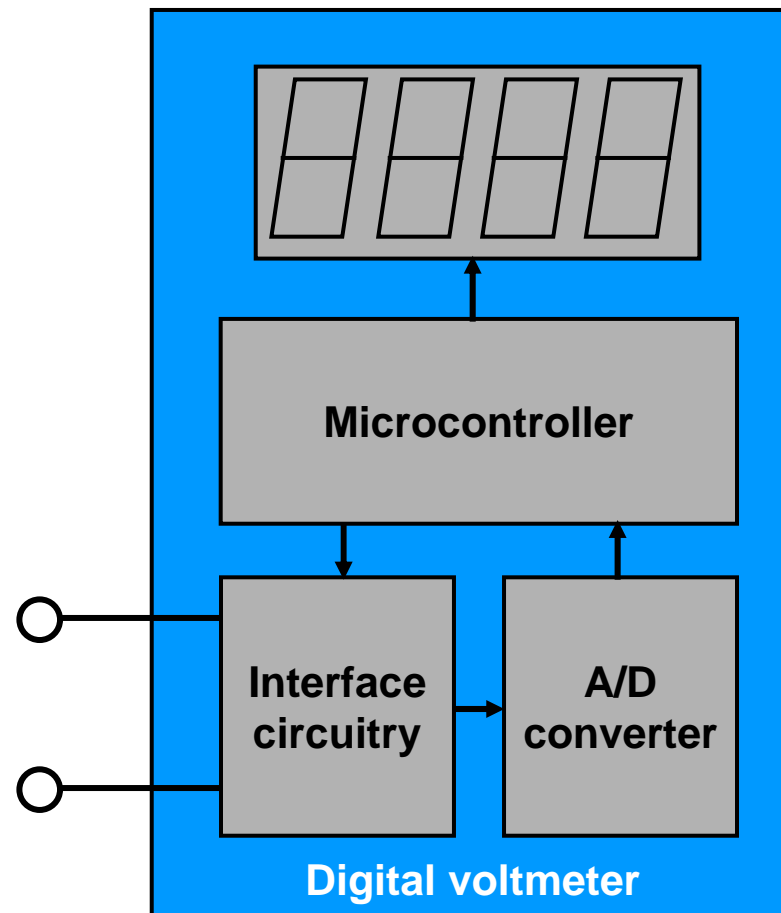 Microcontroller
Interface
circuitry
A/D
converter
Digital voltmeter